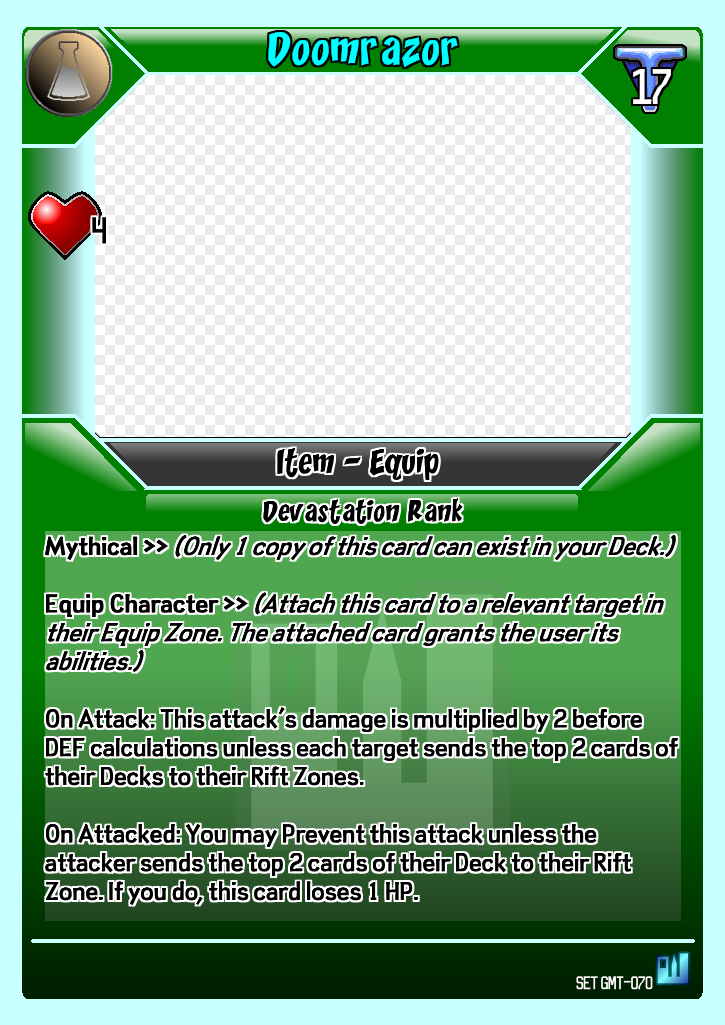 Doomrazor
17
4
Item - Equip
Devastation Rank
Mythical >> (Only 1 copy of this card can exist in your Deck.)
Equip Character >> (Attach this card to a relevant target in
their Equip Zone. The attached card grants the user its
abilities.)
On Attack: This attack's damage is multiplied by 2 before
DEF calculations unless each target sends the top 2 cards of
their Decks to their Rift Zones.
On Attacked: You may Prevent this attack unless the
attacker sends the top 2 cards of their Deck to their Rift
Zone. If you do, this card loses 1 HP.
SET GMT-070